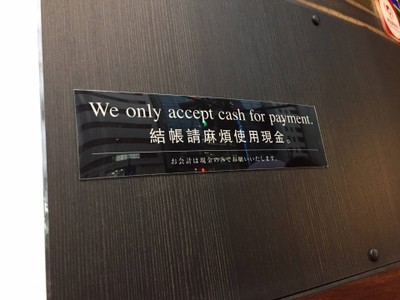 We only accept cash for payment.
結帳請麻煩使用現金。
お会計は現金のみでお願いいたします。